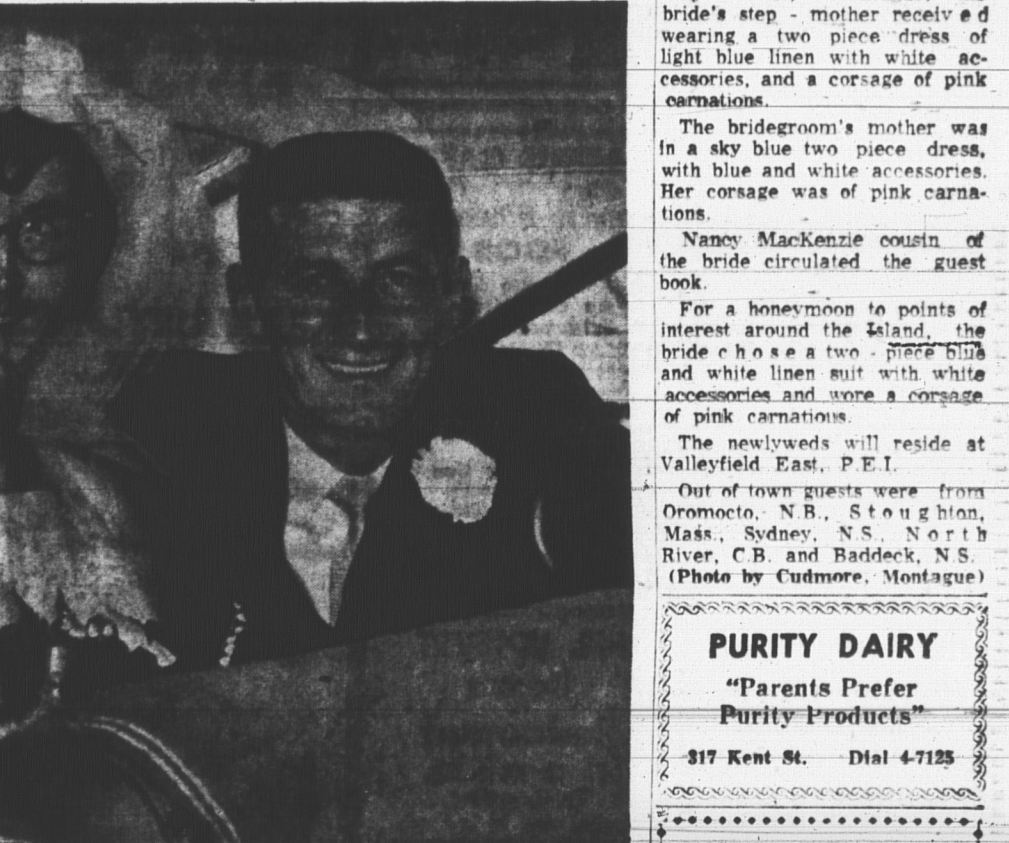 bride's step - mother received
wearing a two piece dress of
light blue linen with white ac-
cessories, and a corsage of pink
carnations.
The bridegroom's mother was
in a sky blue two piece dress,
with blue and white accessories.
Her corsage was of pink carna-
tions.
Nancy MacKenzie cousin of
the bride circulated the guest
book.
For a honeymoon to points of
interest around the Island, the
bride chose a two - piece blue
and white linen suit with white
accessories and wore a corsage
of pink carnations.
The newlyweds will reside at
Valleyfield East, P.E.I.
Out of town guests were from
Oromocto, N.B., Stoughton,
Mass., Sydney, N.S., North
River, C.B. and Baddeck, N.S.
(Photo by Cudmore, Montague)
PURITY DAIRY
"Parents Prefer
Purity Products"
317 Kent St. Dial 4-7125